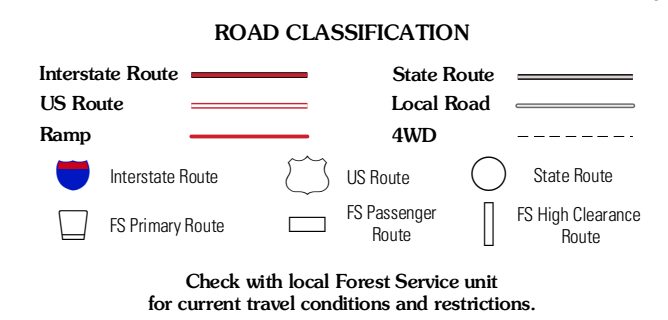 ROAD CLASSIFICATION
Interstate Route
State Route
US Route
Local Road
Ramp
4WD
Interstate Route
US Route
State Route
FS Primary Route
FS Passenger
Route
FS High Clearance
Route
Check with local Forest Service unit
for current travel conditions and restrictions.